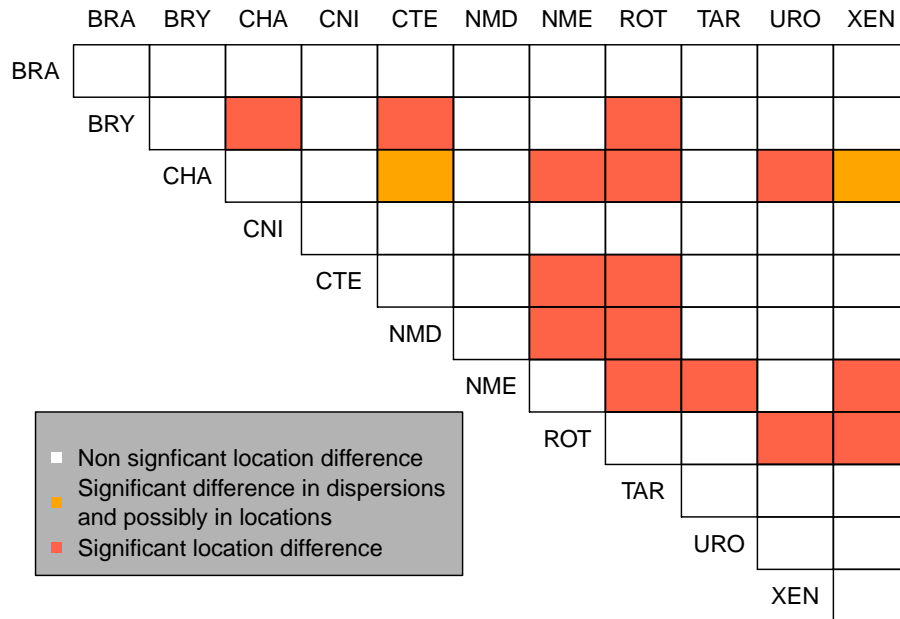 BRA BRY CHA CNI CTE NMD NME ROT TAR URO XEN
BRA
BRY
CHA
CNI
CTE
NMD
NME
ROT
TAR
URO
XEN
Non signficant location difference
Significant difference in dispersions
and possibly in locations
Significant location difference